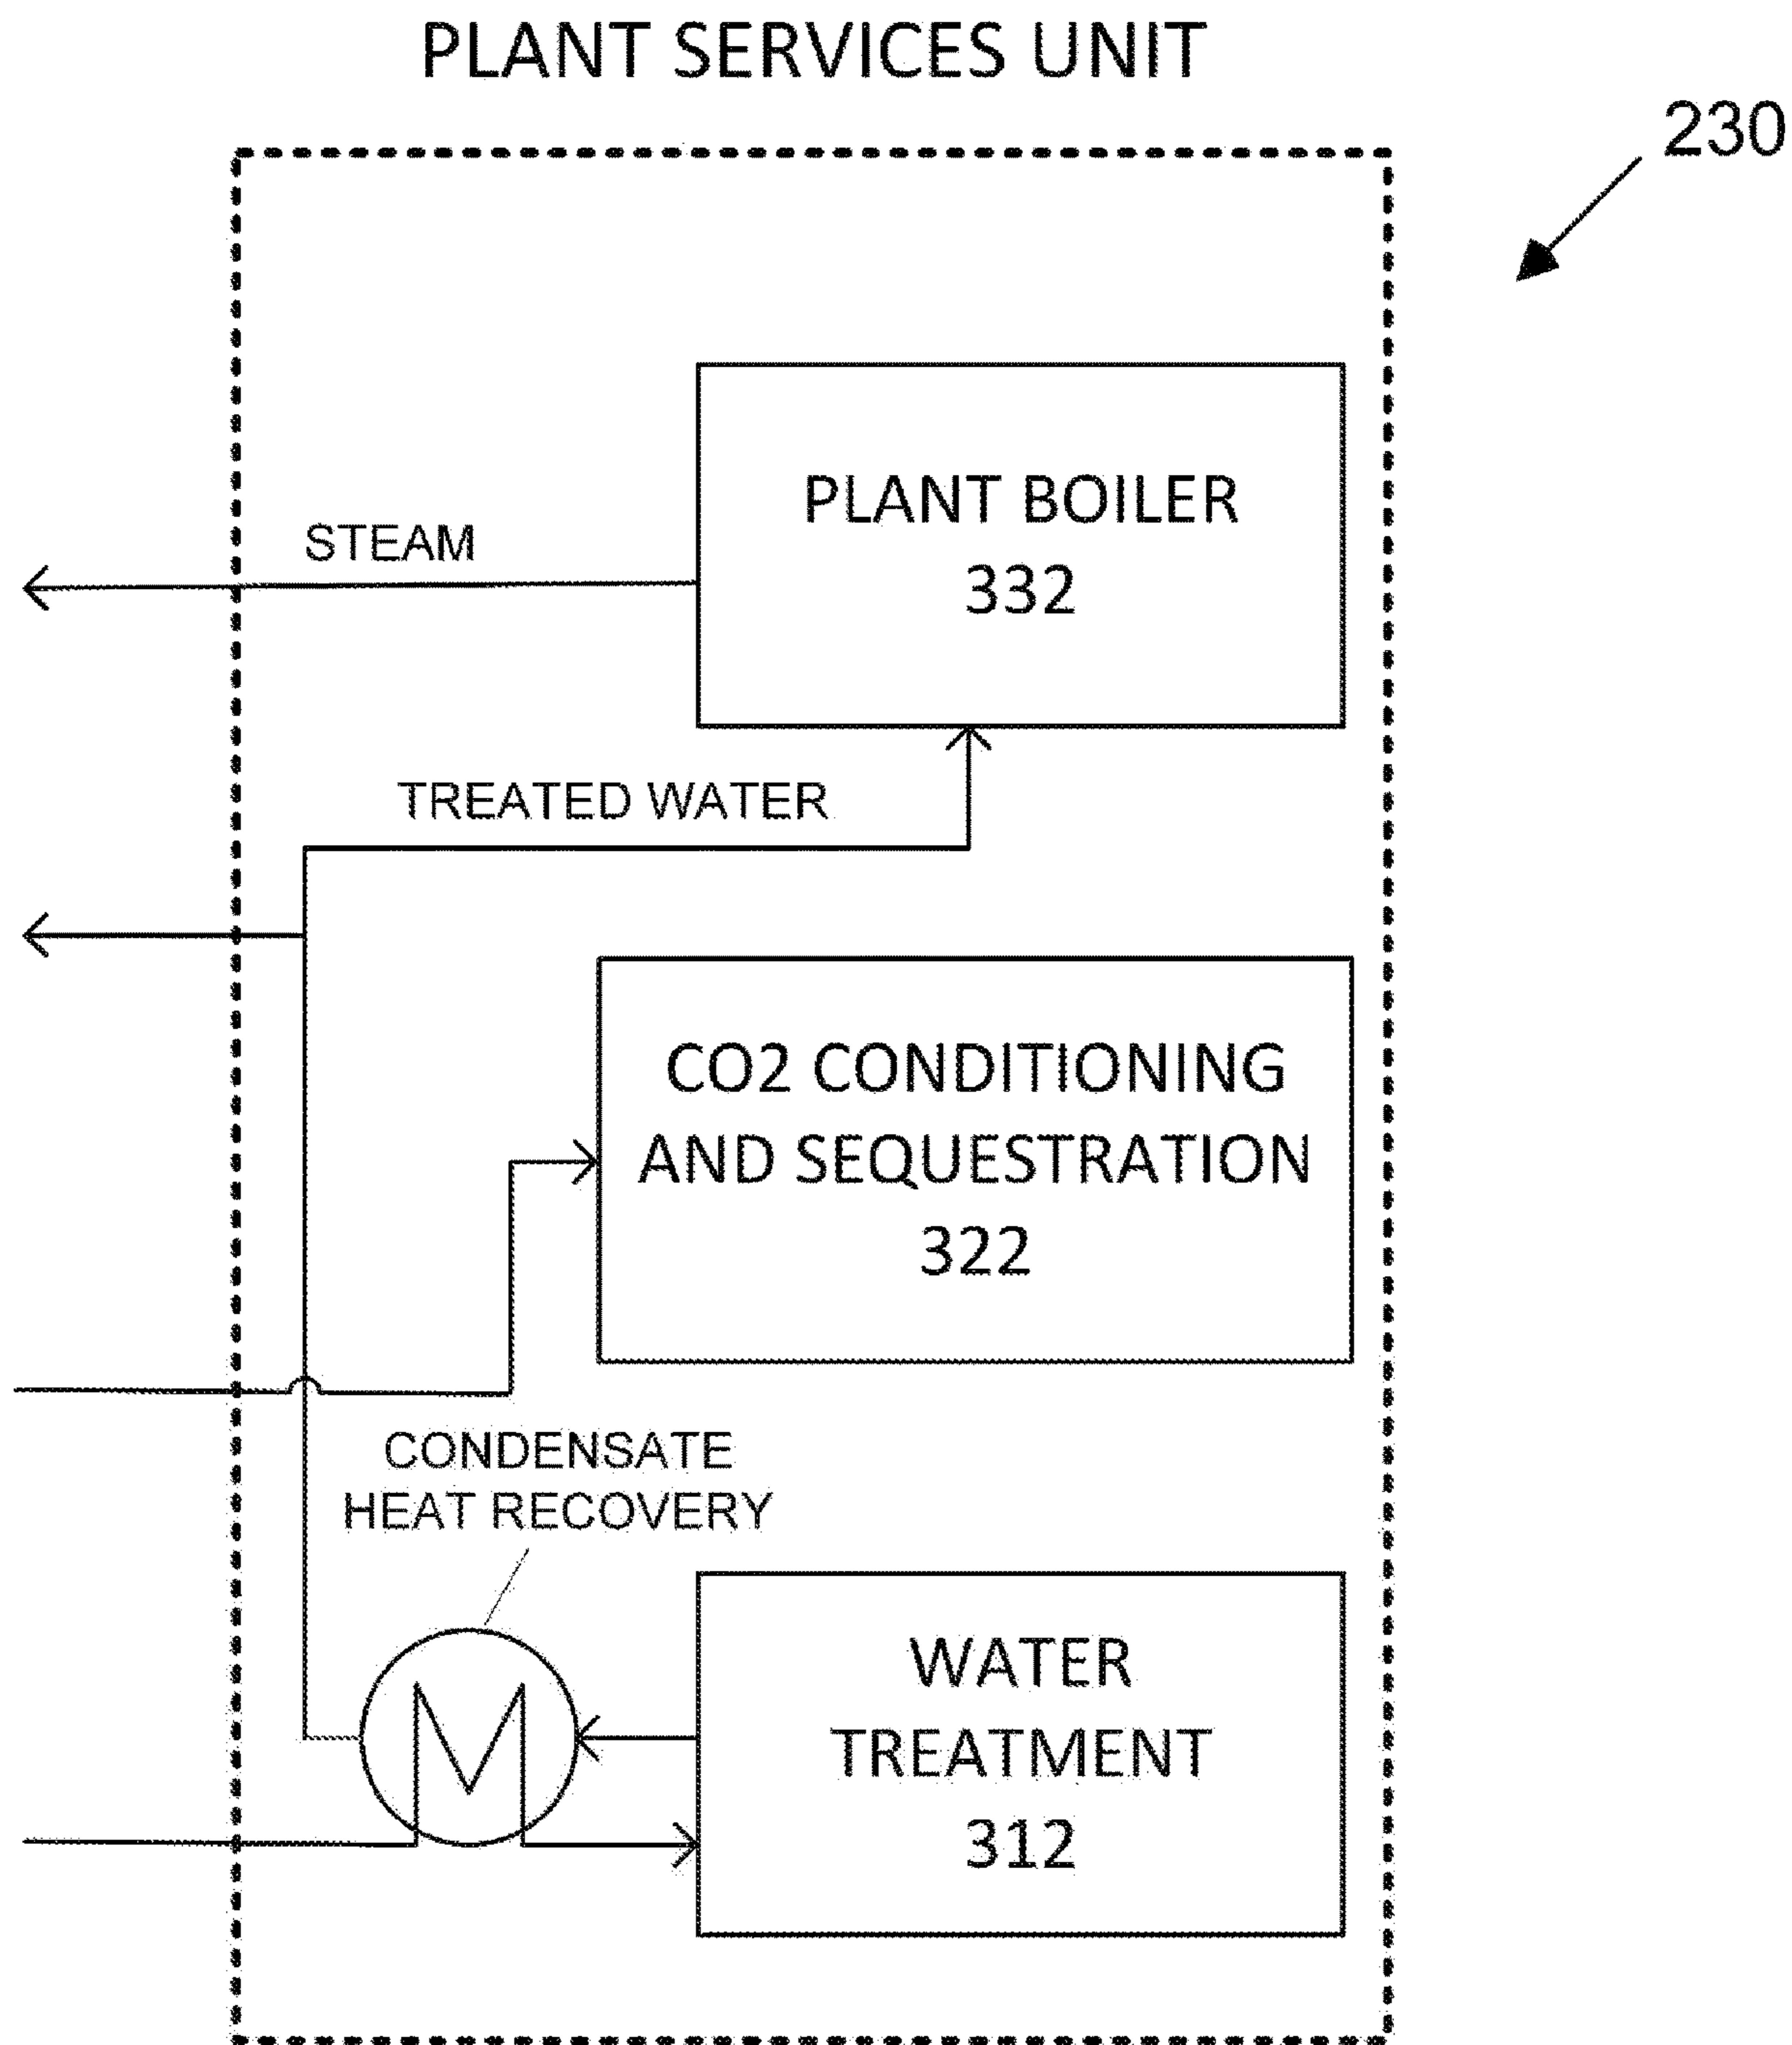 PLANT SERVICES UNIT
230
PLANT BOILER
332
STEAM
TREATED WATER
CO2 CONDITIONING
AND SEQUESTRATION
322
CONDENSATE
HEAT RECOVERY
WATER
TREATMENT
312